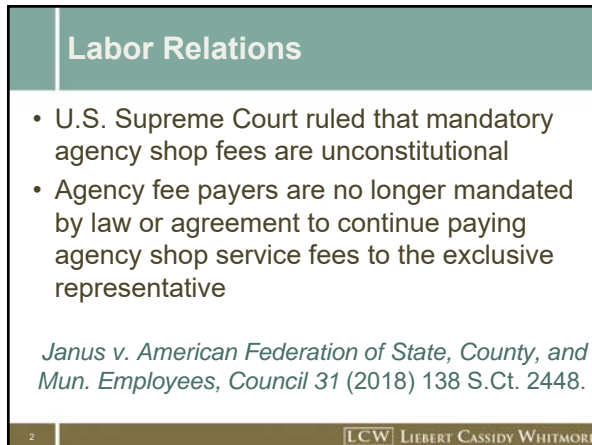 Labor Relations
• U.S. Supreme Court ruled that mandatory
agency shop fees are unconstitutional
• Agency fee payers are no longer mandated
by law or agreement to continue paying
agency shop service fees to the exclusive
representative
Janus v. American Federation of State, County, and
Mun. Employees, Council 31 (2018) 138 S.Ct. 2448.
2
LCW LIEBERT CASSIDY WHITMORE